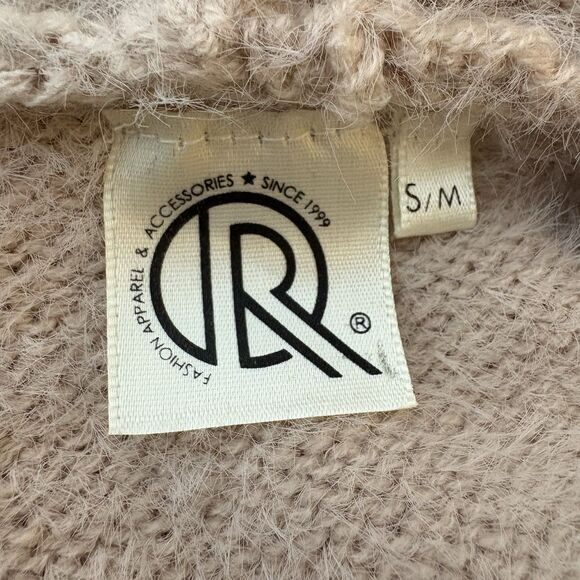 FASHION APPAREL & ACCESSORIES ★ SINCE 1999
R ®
S/M